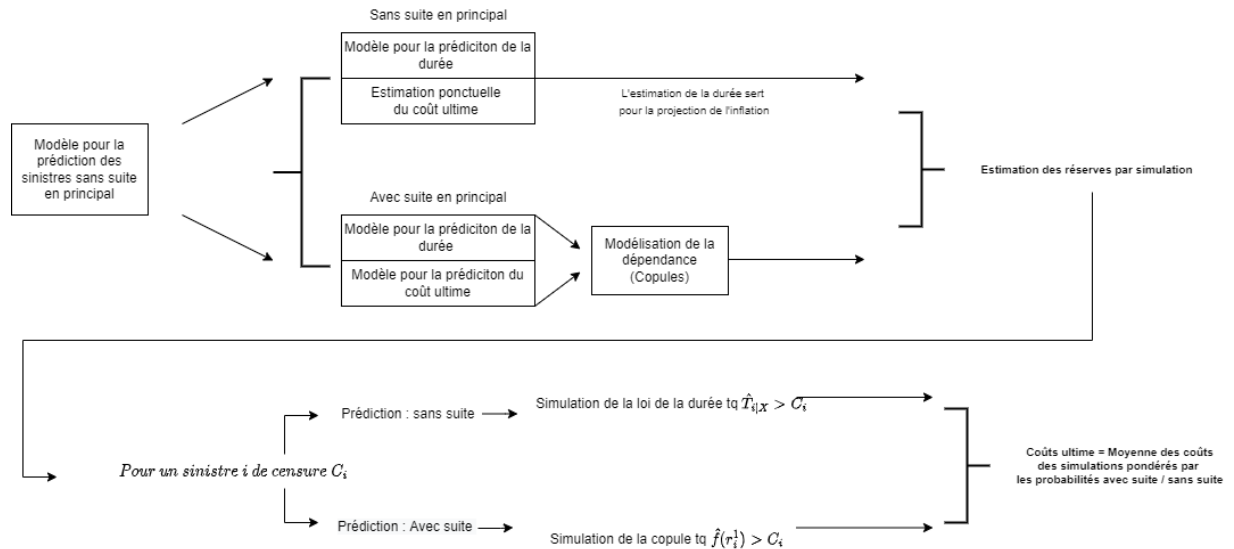 Sans suite en principal
Modèle pour la prédiciton de la
durée
Estimation ponctuelle
du coût ultime
L'estimation de la durée sert
pour la projection de l'inflation
Modèle pour la
prédiction des
sinistres sans suite
en principal
Estimation des réserves par simulation
Avec suite en principal
Modèle pour la prédiciton de la
durée
Modèle pour la prédiciton du
coût ultime
Modélisation de la
dépendance
(Copules)
Pour un sinistre i de censure C_i
Prédiction : sans suite
Simulation de la loi de la durée tq T̂_{i|X} > C_i
Prédiction : Avec suite
Simulation de la copule tq f̂(r_i^1) > C_i
Coûts ultime = Moyenne des coûts
des simulations pondérés par
les probabilités avec suite / sans suite